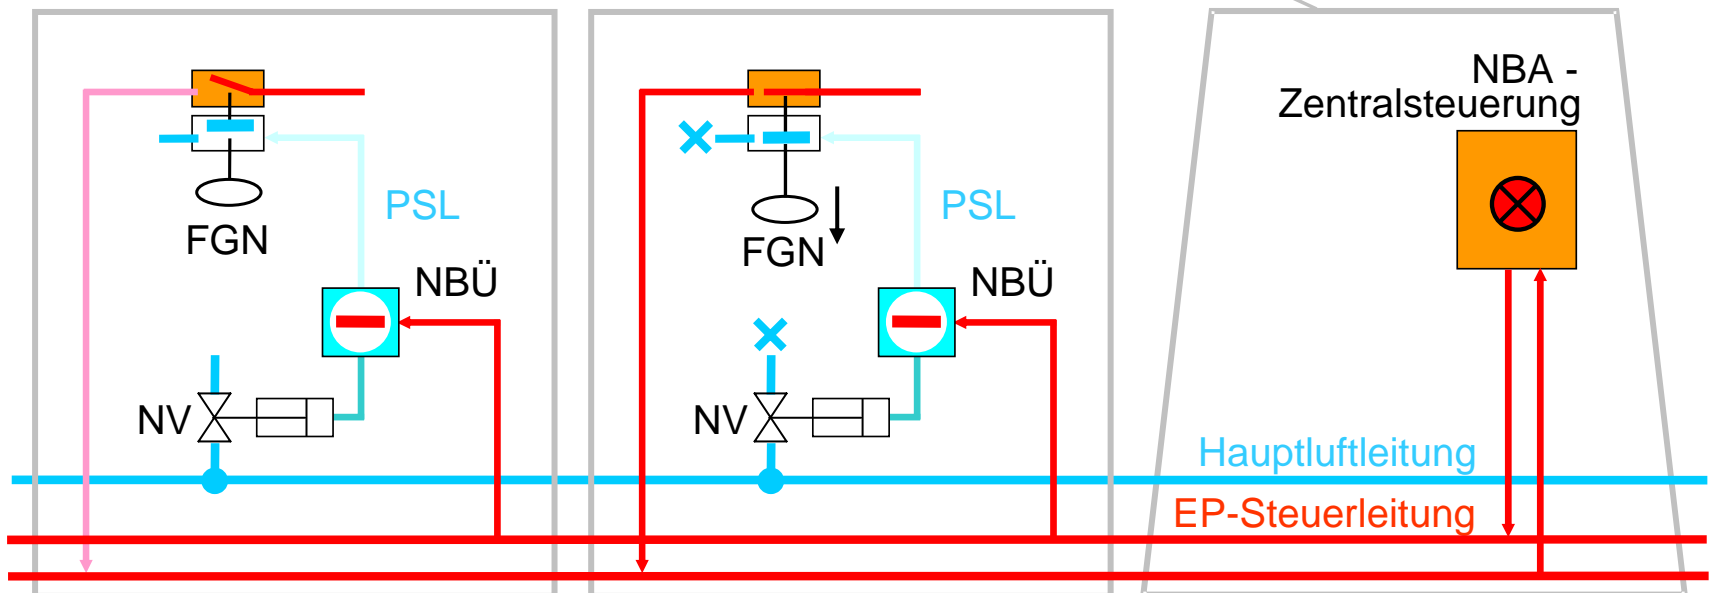 NBA -
Zentralsteuerung
PSL
PSL
FGN
FGN
NBÜ
NBÜ
NV
NV
Hauptluftleitung
EP-Steuerleitung